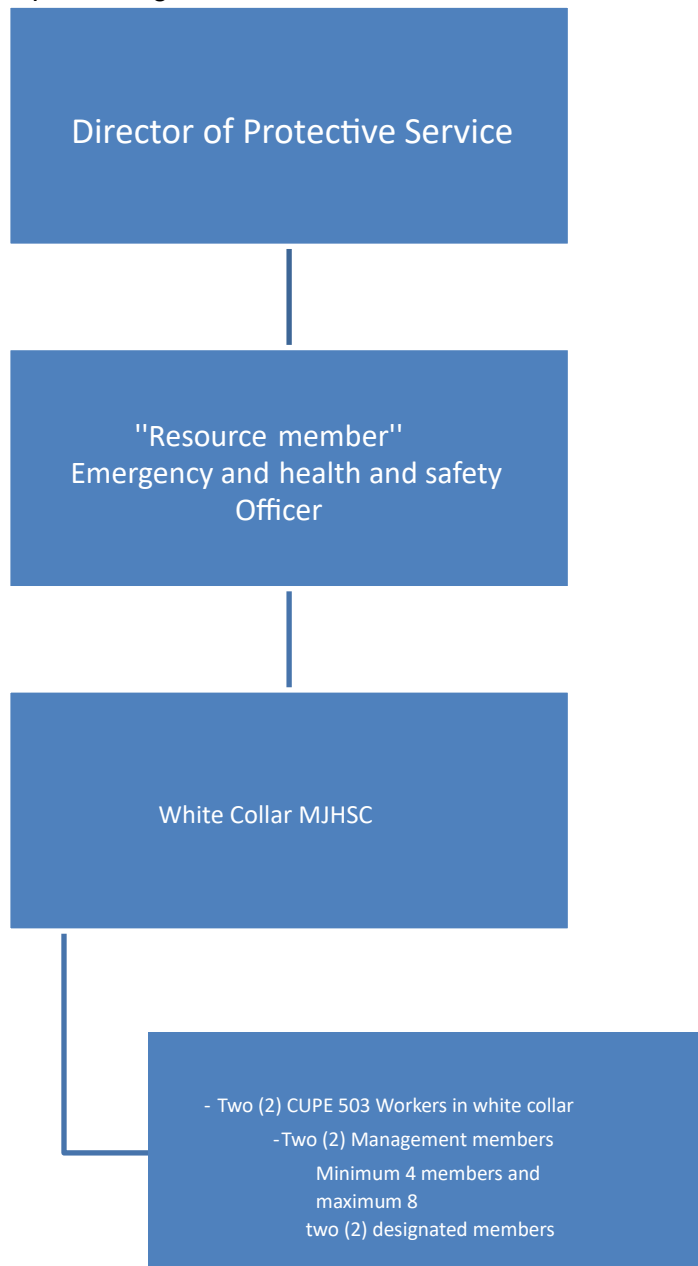 Director of Protective Service
''Resource member''
Emergency and health and safety
Officer
White Collar MJHSC
- Two (2) CUPE 503 Workers in white collar
-Two (2) Management members
Minimum 4 members and
maximum 8
two (2) designated members